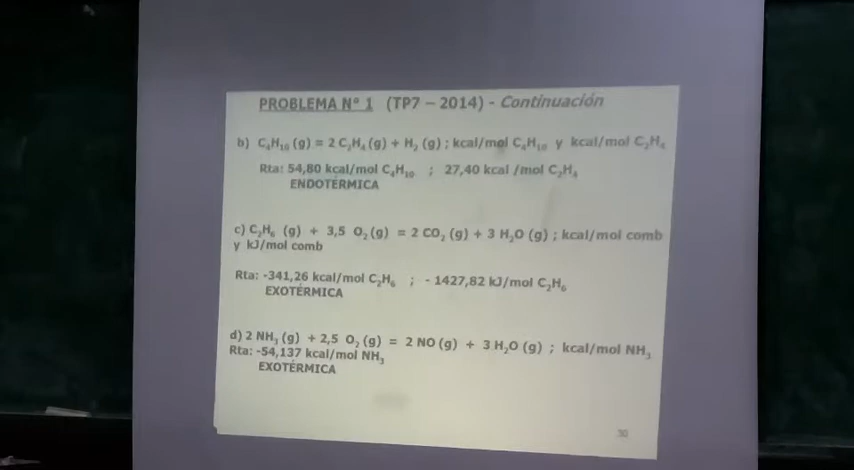 PROBLEMA N° 1 (TP7 – 2014) - Continuación
b) C₄H₁₀ (g) = 2 C₂H₄ (g) + H₂ (g) ; kcal/mol C₄H₁₀ y kcal/mol C₂H₄
Rta: 54,80 kcal/mol C₄H₁₀ ; 27,40 kcal /mol C₂H₄
ENDOTÉRMICA
c) C₂H₆ (g) + 3,5 O₂ (g) = 2 CO₂ (g) + 3 H₂O (g) ; kcal/mol comb
y kJ/mol comb
Rta: -341,26 kcal/mol C₂H₆ ; - 1427,82 kJ/mol C₂H₆
EXOTÉRMICA
d) 2 NH₃ (g) + 2,5 O₂ (g) = 2 NO (g) + 3 H₂O (g) ; kcal/mol NH₃
Rta: -54,137 kcal/mol NH₃
EXOTÉRMICA
30